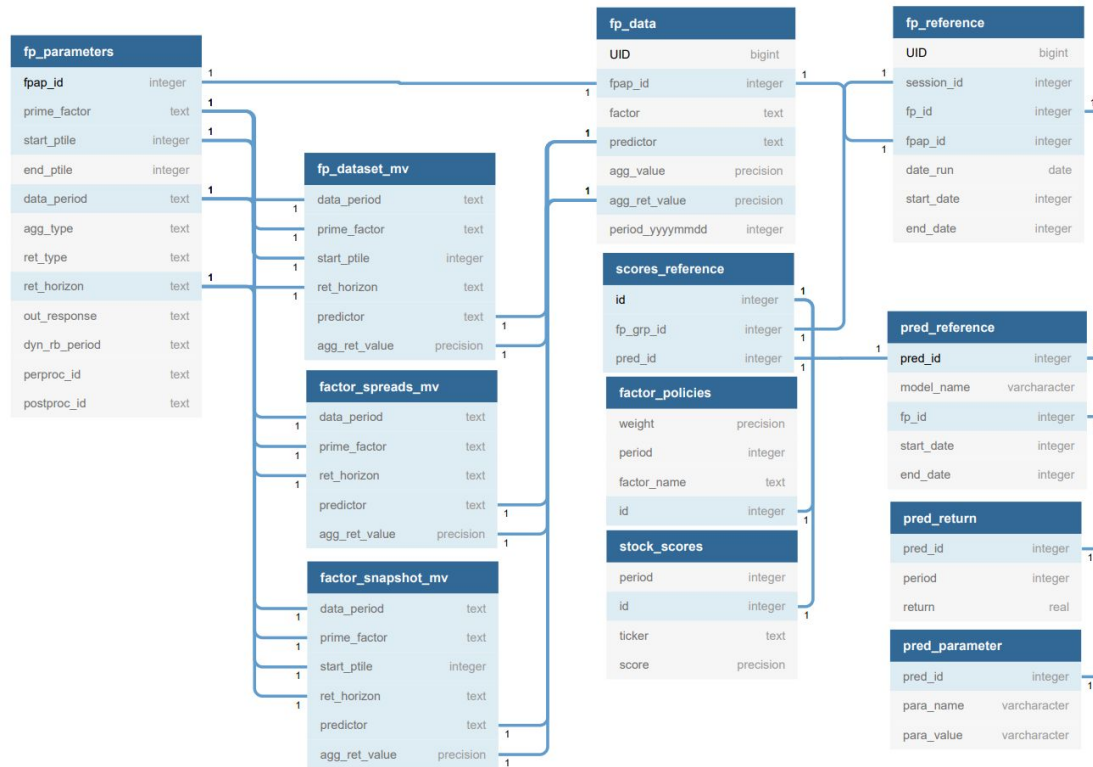 fp_parameters
fpap_id integer
prime_factor text
start_ptile integer
end_ptile integer
data_period text
agg_type text
ret_type text
ret_horizon text
out_response text
dyn_rb_period text
perproc_id text
postproc_id text
fp_dataset_mv
data_period text
prime_factor text
start_ptile integer
ret_horizon text
predictor text
agg_ret_value precision
factor_spreads_mv
data_period text
prime_factor text
ret_horizon text
predictor text
agg_ret_value precision
factor_snapshot_mv
data_period text
prime_factor text
start_ptile integer
ret_horizon text
predictor text
agg_ret_value precision
fp_data
UID bigint
fpap_id integer
factor text
predictor text
agg_value precision
agg_ret_value precision
period_yyyymmdd integer
scores_reference
id integer
fp_grp_id integer
pred_id integer
factor_policies
weight precision
period integer
factor_name text
id integer
stock_scores
period integer
id integer
ticker text
score precision
fp_reference
UID bigint
session_id integer
fp_id integer
fpap_id integer
date_run date
start_date integer
end_date integer
pred_reference
pred_id integer
model_name varcharacter
fp_id integer
start_date integer
end_date integer
pred_return
pred_id integer
period integer
return real
pred_parameter
pred_id integer
para_name varcharacter
para_value varcharacter